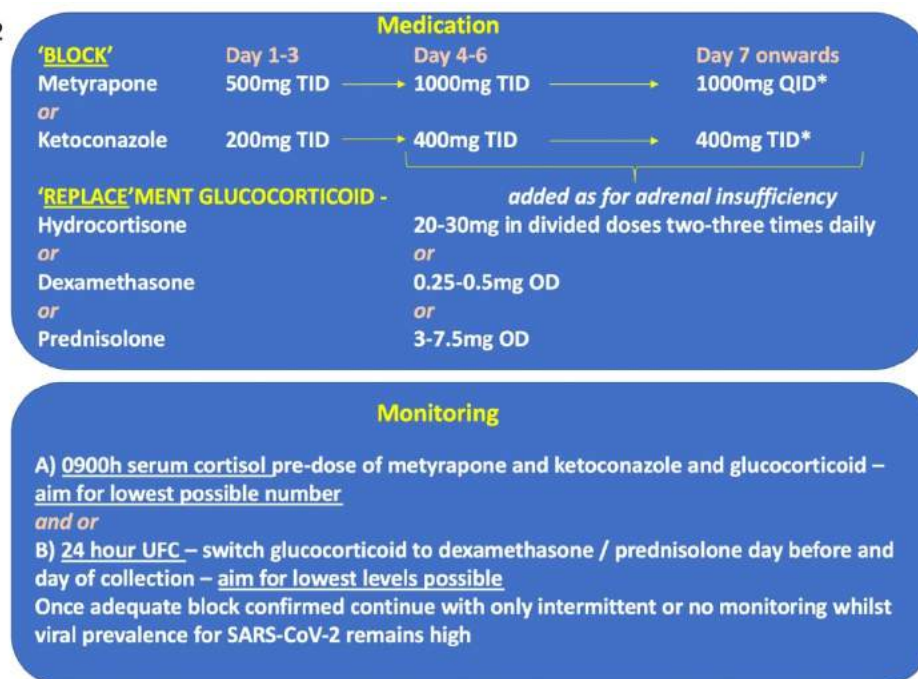 2
Medication
'BLOCK' Day 1-3 Day 4-6 Day 7 onwards
Metyrapone 500mg TID 1000mg TID 1000mg QID*
or
Ketoconazole 200mg TID 400mg TID 400mg TID*
'REPLACE'MENT GLUCOCORTICOID - added as for adrenal insufficiency
Hydrocortisone 20-30mg in divided doses two-three times daily
or or
Dexamethasone 0.25-0.5mg OD
or or
Prednisolone 3-7.5mg OD
Monitoring
A) 0900h serum cortisol pre-dose of metyrapone and ketoconazole and glucocorticoid –
aim for lowest possible number
and or
B) 24 hour UFC – switch glucocorticoid to dexamethasone / prednisolone day before and
day of collection – aim for lowest levels possible
Once adequate block confirmed continue with only intermittent or no monitoring whilst
viral prevalence for SARS-CoV-2 remains high